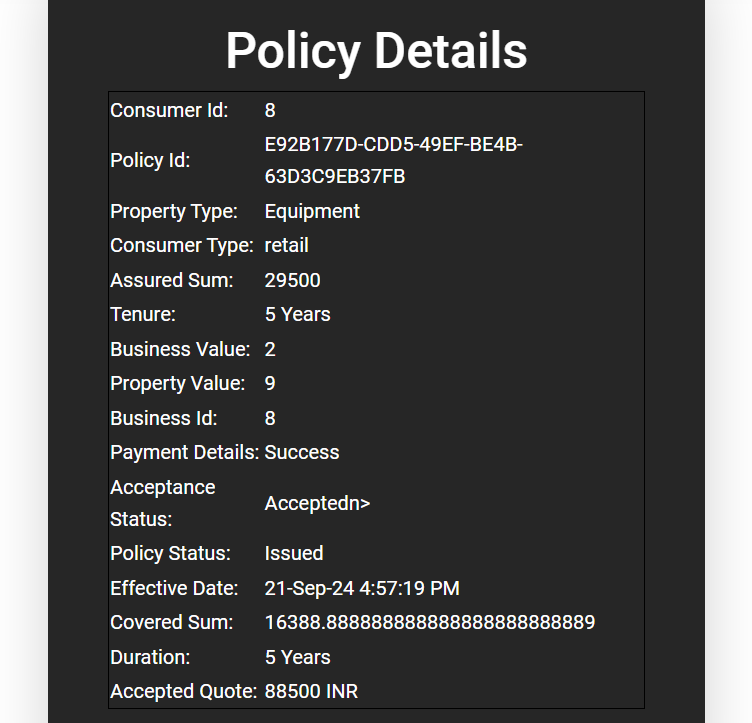 Policy Details
Consumer Id: 8
Policy Id: E92B177D-CDD5-49EF-BE4B-
63D3C9EB37FB
Property Type: Equipment
Consumer Type: retail
Assured Sum: 29500
Tenure: 5 Years
Business Value: 2
Property Value: 9
Business Id: 8
Payment Details: Success
Acceptance
Status: Acceptedn>
Policy Status: Issued
Effective Date: 21-Sep-24 4:57:19 PM
Covered Sum: 16388.888888888888888888888889
Duration: 5 Years
Accepted Quote: 88500 INR